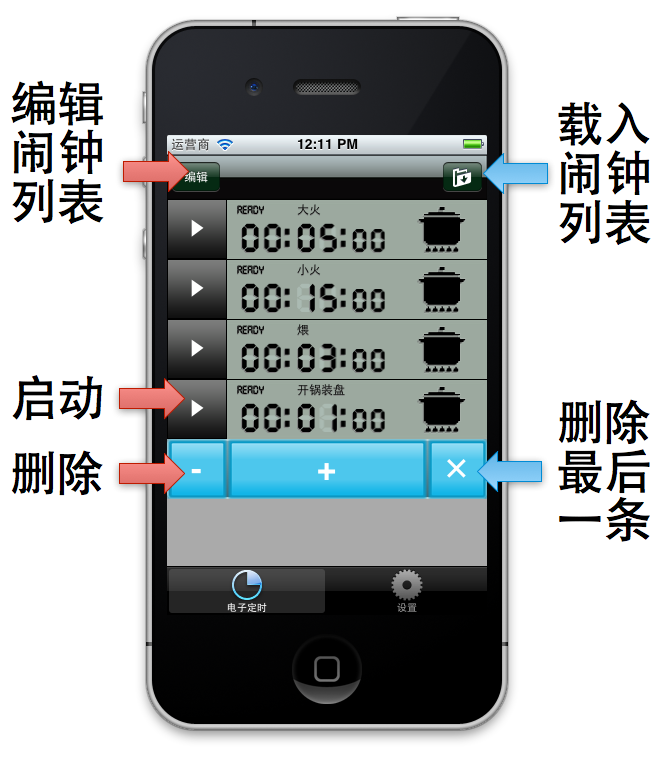 编辑
闹钟
列表
载入
闹钟
列表
启动
删除
删除
最后
一条
运营商
12:11 PM
编辑
READY 大火
00:05:00
READY 小火
00:15:00
READY 煨
00:03:00
READY 开锅装盘
00:01:00
- + ×
电子定时
设置